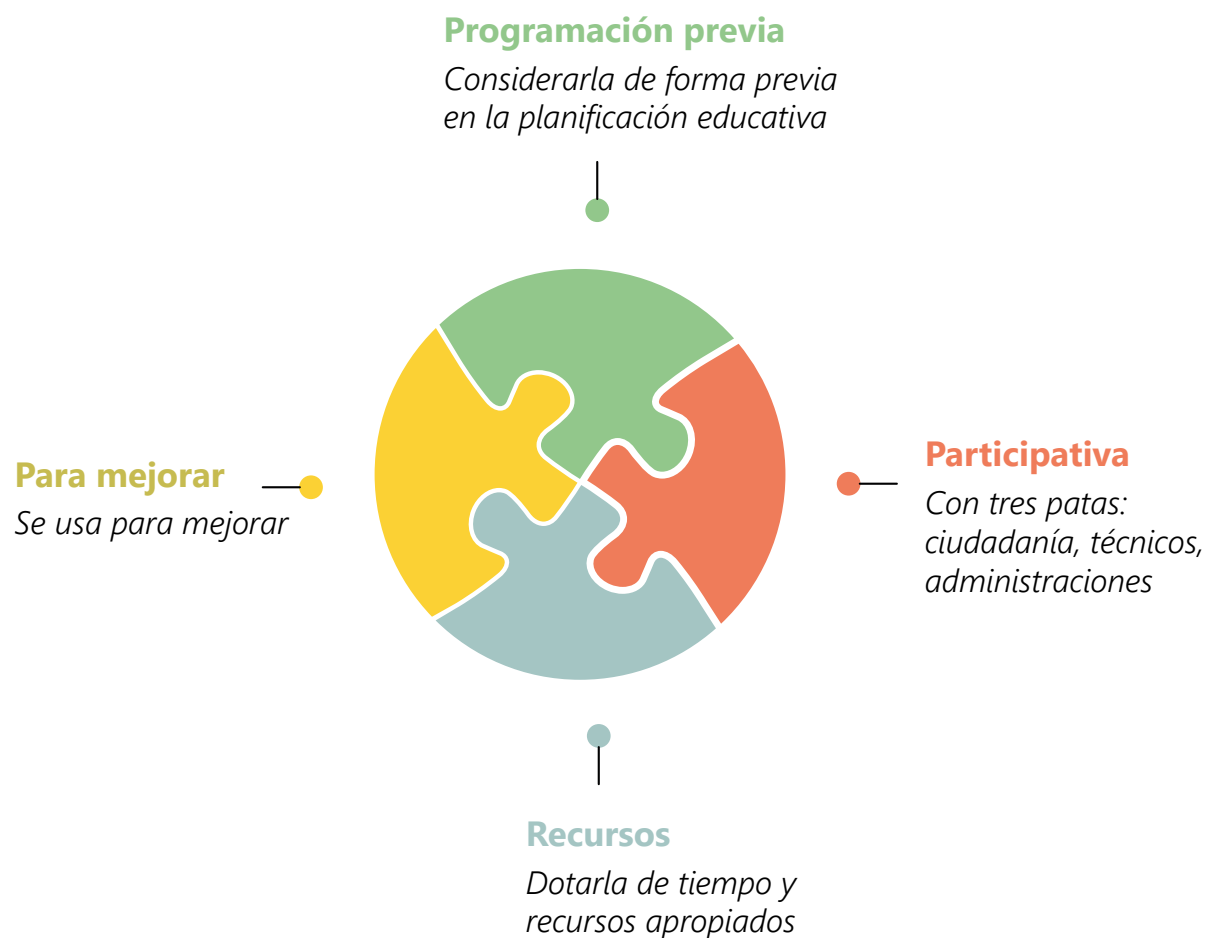 Programación previa
Considerarla de forma previa
en la planificación educativa
Para mejorar
Se usa para mejorar
Participativa
Con tres patas:
ciudadanía, técnicos,
administraciones
Recursos
Dotarla de tiempo y
recursos apropiados